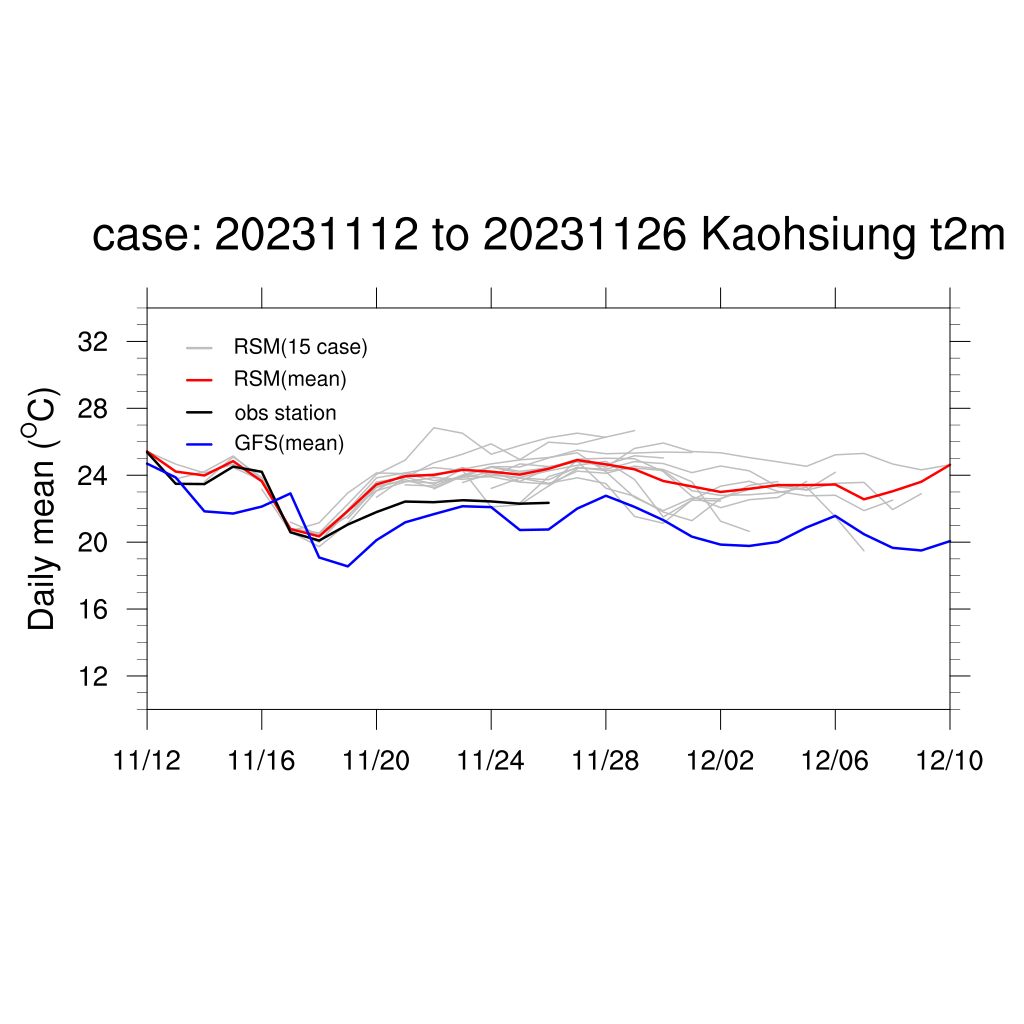 case: 20231112 to 20231126 Kaohsiung t2m
RSM(15 case)
RSM(mean)
obs station
GFS(mean)
Daily mean (°C)
32
28
24
20
16
12
11/12 11/16 11/20 11/24 11/28 12/02 12/06 12/10